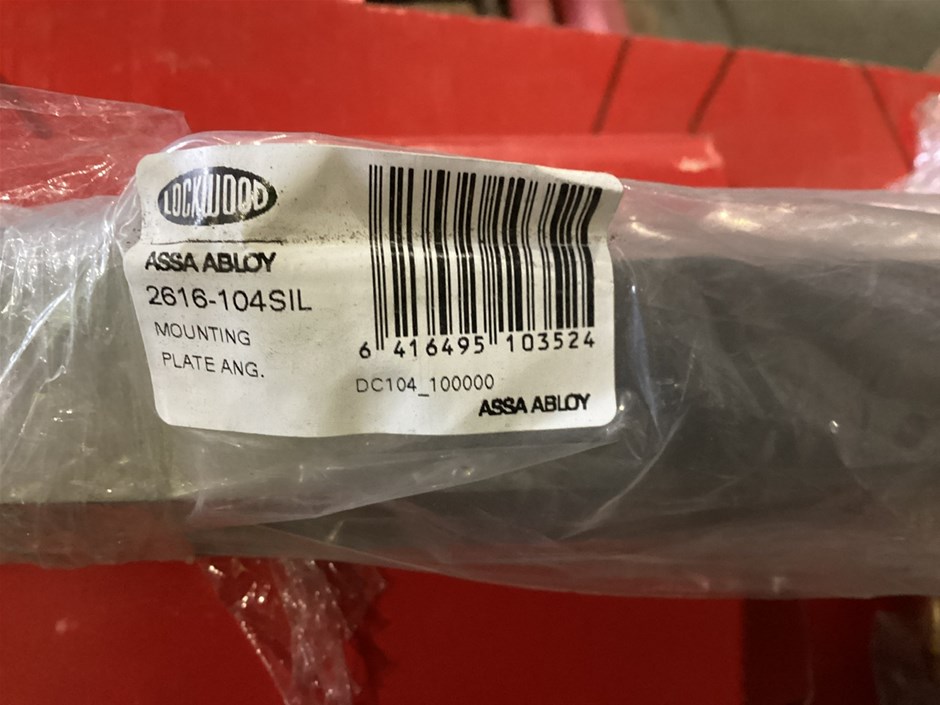 LOCKWOOD
ASSA ABLOY
2616-104SIL
MOUNTING
PLATE ANG.
6 416495 103524
DC104_100000
ASSA ABLOY